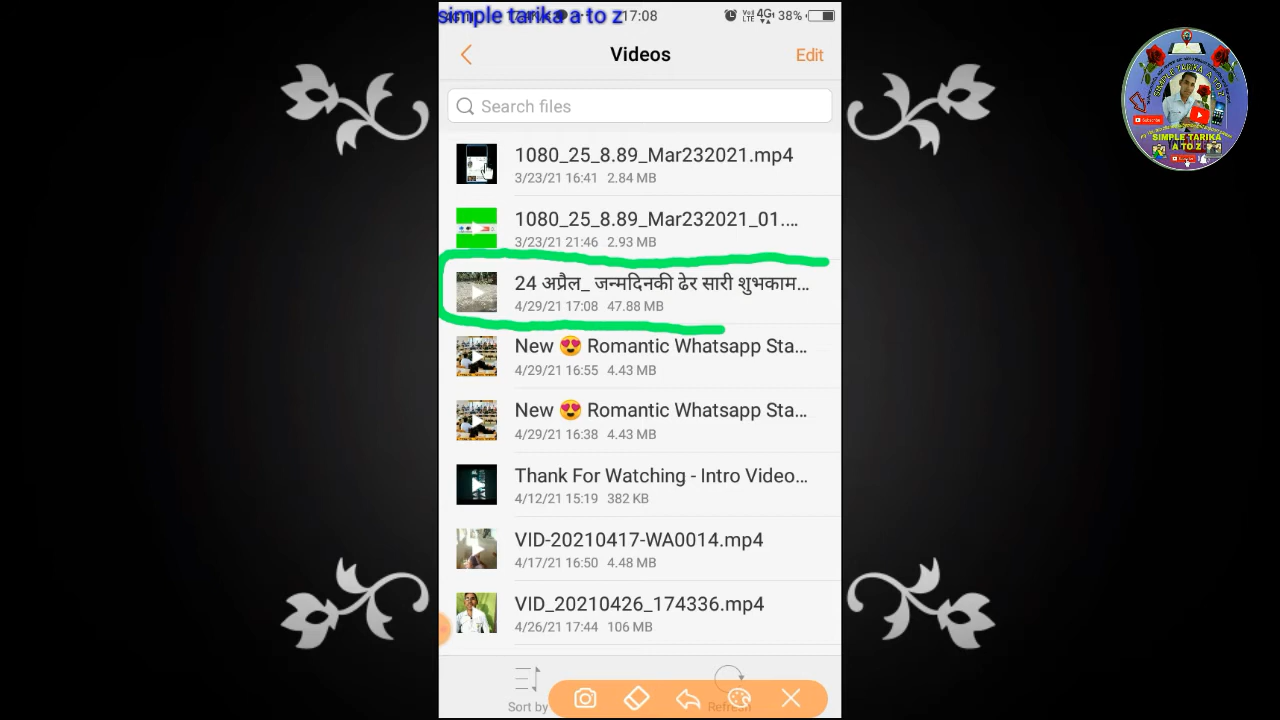 simple tarika a to z
17:08
4G
38%
Videos
Edit
Search files
1080_25_8.89_Mar232021.mp4
3/23/21 16:41 2.84 MB
1080_25_8.89_Mar232021_01....
3/23/21 21:46 2.93 MB
24 अप्रैल_ जन्मदिनकी ढेर सारी शुभकाम...
4/29/21 17:08 47.88 MB
New 😍 Romantic Whatsapp Sta...
4/29/21 16:55 4.43 MB
New 😍 Romantic Whatsapp Sta...
4/29/21 16:38 4.43 MB
Thank For Watching - Intro Video...
4/12/21 15:19 382 KB
VID-20210417-WA0014.mp4
4/17/21 16:50 4.48 MB
VID_20210426_174336.mp4
4/26/21 17:44 106 MB
Sort by
Refresh
SIMPLE TARIKA A TO Z
SIMPLE TARIKA
A TO Z